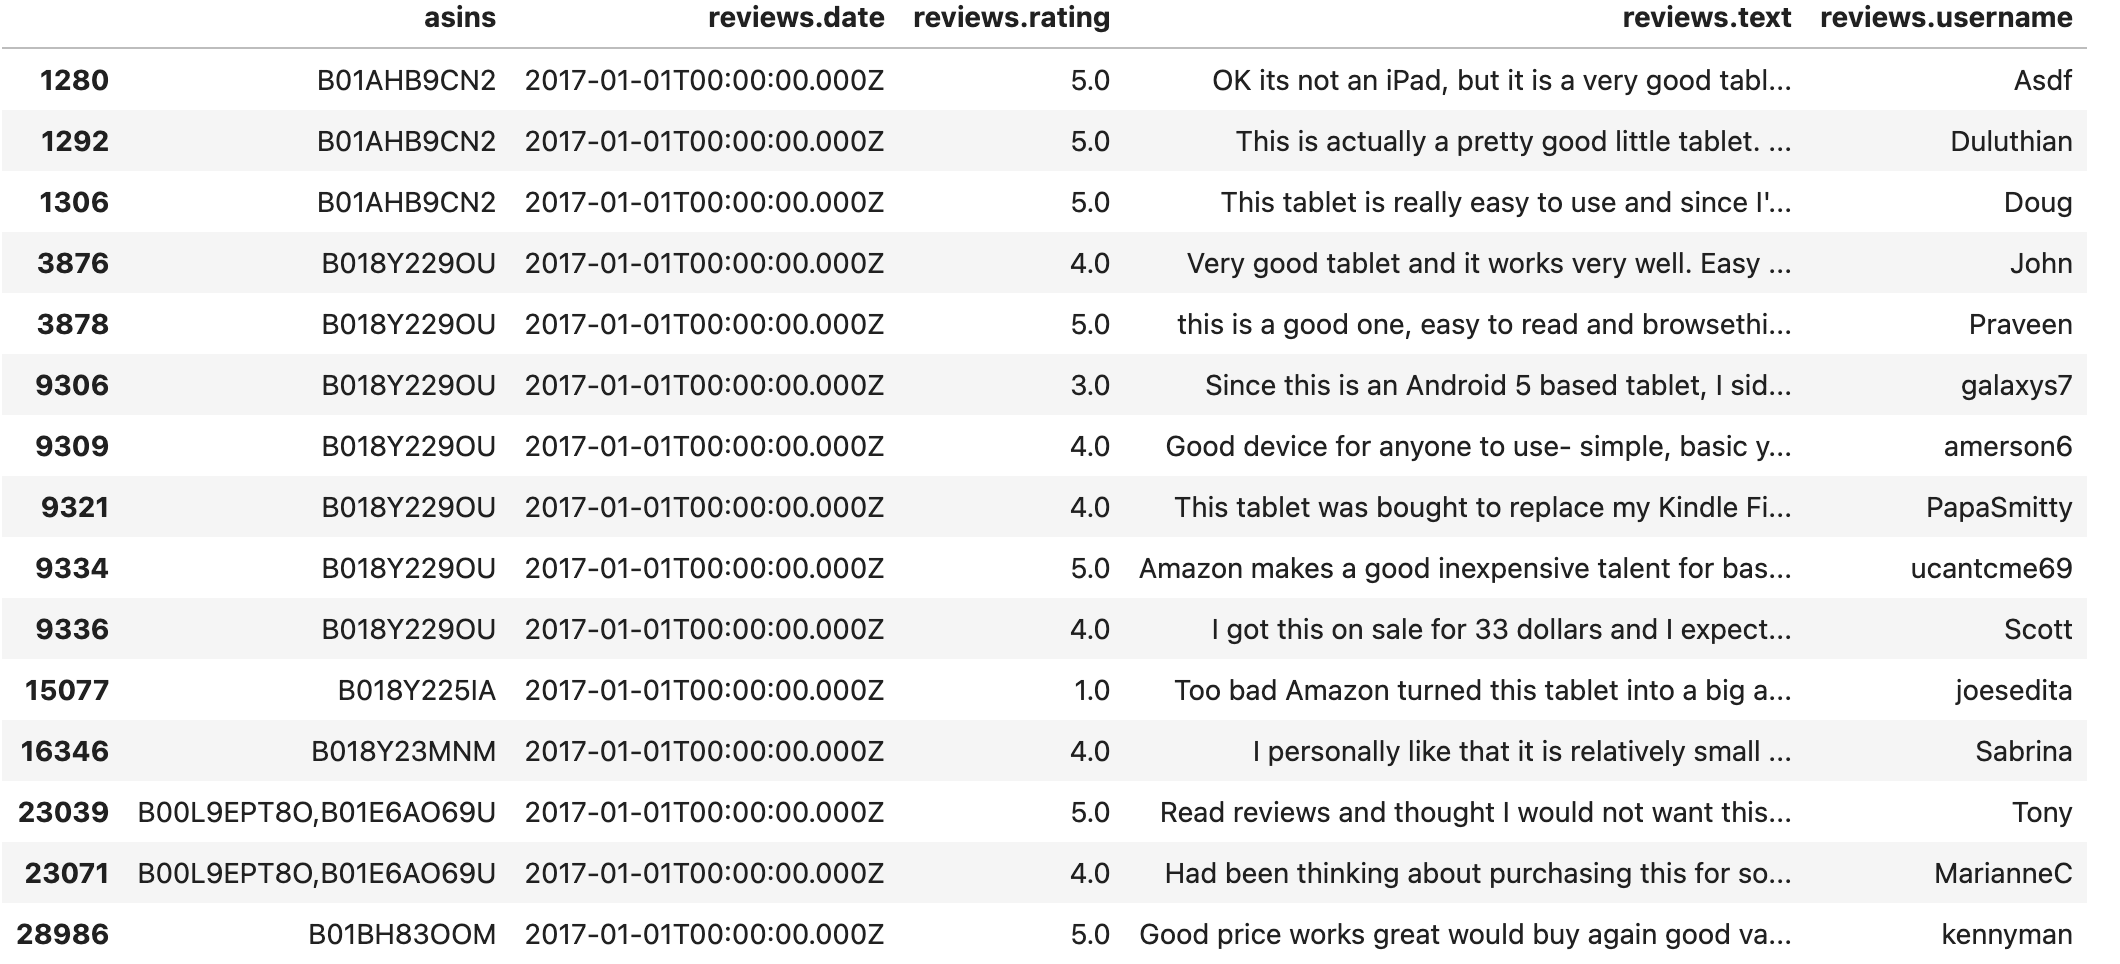 asins reviews.date reviews.rating reviews.text reviews.username
1280 B01AHB9CN2 2017-01-01T00:00:00.000Z 5.0 OK its not an iPad, but it is a very good tabl... Asdf
1292 B01AHB9CN2 2017-01-01T00:00:00.000Z 5.0 This is actually a pretty good little tablet. ... Duluthian
1306 B01AHB9CN2 2017-01-01T00:00:00.000Z 5.0 This tablet is really easy to use and since I'... Doug
3876 B018Y229OU 2017-01-01T00:00:00.000Z 4.0 Very good tablet and it works very well. Easy ... John
3878 B018Y229OU 2017-01-01T00:00:00.000Z 5.0 this is a good one, easy to read and browsethi... Praveen
9306 B018Y229OU 2017-01-01T00:00:00.000Z 3.0 Since this is an Android 5 based tablet, I sid... galaxys7
9309 B018Y229OU 2017-01-01T00:00:00.000Z 4.0 Good device for anyone to use- simple, basic y... amerson6
9321 B018Y229OU 2017-01-01T00:00:00.000Z 4.0 This tablet was bought to replace my Kindle Fi... PapaSmitty
9334 B018Y229OU 2017-01-01T00:00:00.000Z 5.0 Amazon makes a good inexpensive talent for bas... ucantcme69
9336 B018Y229OU 2017-01-01T00:00:00.000Z 4.0 I got this on sale for 33 dollars and I expect... Scott
15077 B018Y225IA 2017-01-01T00:00:00.000Z 1.0 Too bad Amazon turned this tablet into a big a... joesedita
16346 B018Y23MNM 2017-01-01T00:00:00.000Z 4.0 I personally like that it is relatively small ... Sabrina
23039 B00L9EPT8O,B01E6AO69U 2017-01-01T00:00:00.000Z 5.0 Read reviews and thought I would not want this... Tony
23071 B00L9EPT8O,B01E6AO69U 2017-01-01T00:00:00.000Z 4.0 Had been thinking about purchasing this for so... MarianneC
28986 B01BH83OOM 2017-01-01T00:00:00.000Z 5.0 Good price works great would buy again good va... kennyman